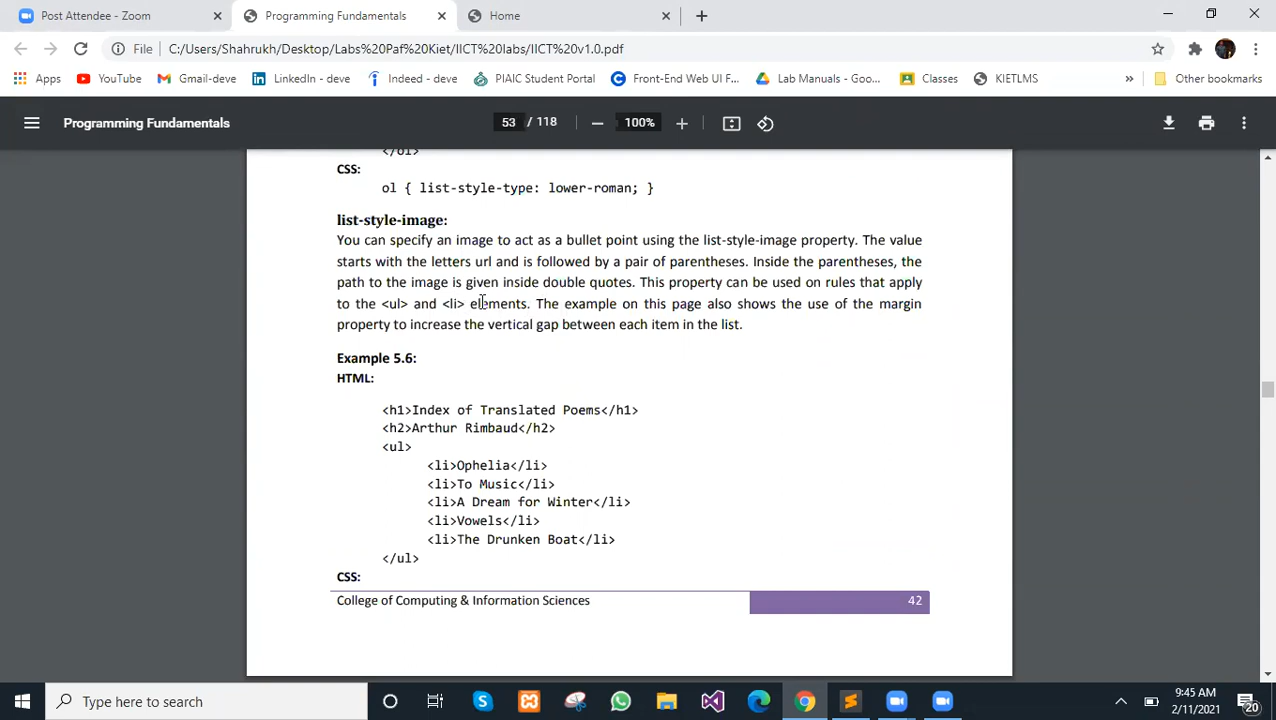 Post Attendee - Zoom
Programming Fundamentals
Home
File
C:/Users/Shahrukh/Desktop/Labs%20Paf%20Kiet/IICT%20labs/IICT%20v1.0.pdf
Apps
YouTube
Gmail-deve
LinkedIn - deve
Indeed - deve
PIAIC Student Portal
Front-End Web UI F...
Lab Manuals - Goo...
Classes
KIETLMS
»
Other bookmarks
Programming Fundamentals
53 / 118
100%
</ol>
CSS:
ol { list-style-type: lower-roman; }
list-style-image:
You can specify an image to act as a bullet point using the list-style-image property. The value
starts with the letters url and is followed by a pair of parentheses. Inside the parentheses, the
path to the image is given inside double quotes. This property can be used on rules that apply
to the <ul> and <li> elements. The example on this page also shows the use of the margin
property to increase the vertical gap between each item in the list.
Example 5.6:
HTML:
<h1>Index of Translated Poems</h1>
<h2>Arthur Rimbaud</h2>
<ul>
<li>Ophelia</li>
<li>To Music</li>
<li>A Dream for Winter</li>
<li>Vowels</li>
<li>The Drunken Boat</li>
</ul>
CSS:
College of Computing & Information Sciences
42
Type here to search
9:45 AM
2/11/2021
20